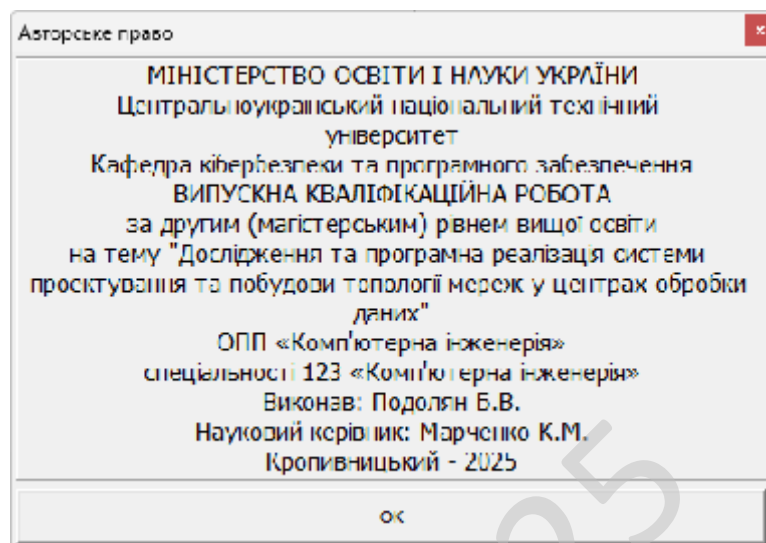 Авторське право
МІНІСТЕРСТВО ОСВІТИ І НАУКИ УКРАЇНИ
Центральноукраїнський національний технічний
університет
Кафедра кібербезпеки та програмного забезпечення
ВИПУСКНА КВАЛІФІКАЦІЙНА РОБОТА
за другим (магістерським) рівнем вищої освіти
на тему "Дослідження та програмна реалізація системи
проєктування та побудови топології мереж у центрах обробки
даних"
ОПП «Комп'ютерна інженерія»
спеціальності 123 «Комп'ютерна інженерія»
Виконав: Подолян Б.В.
Науковий керівник: Марченко К.М.
Кропивницький - 2025
ок
25